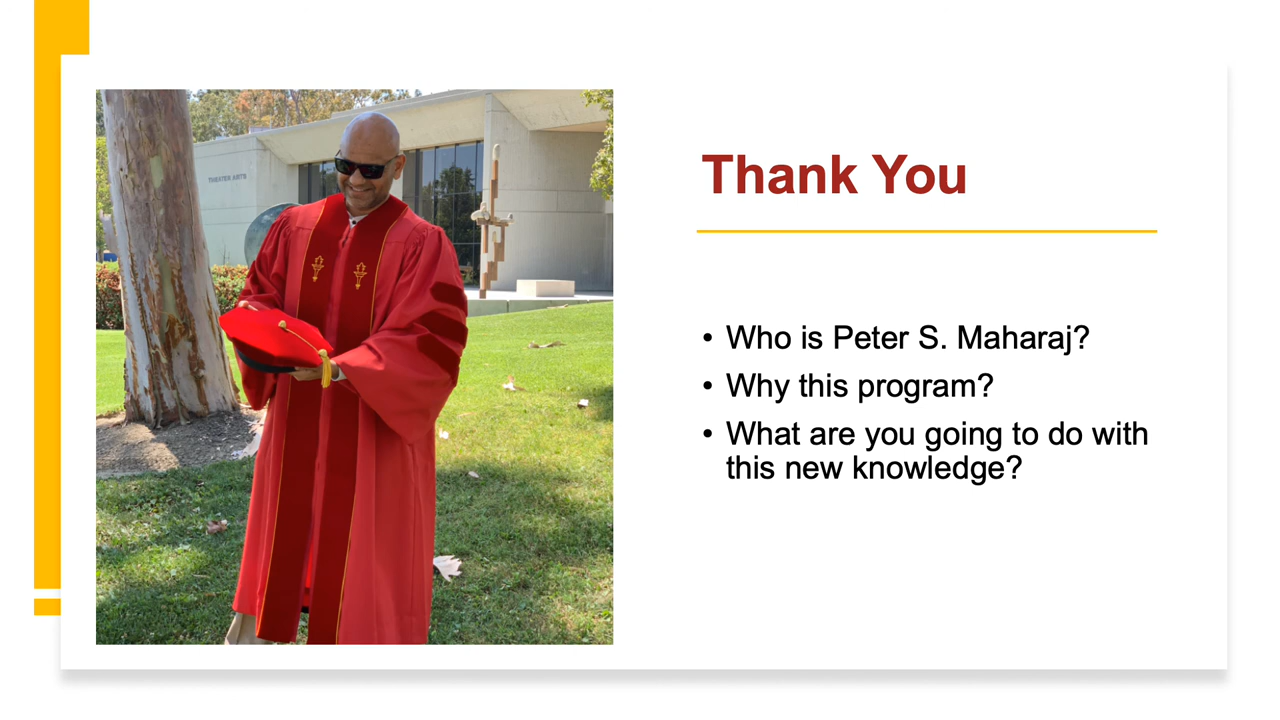 THEATER ARTS
Thank You
• Who is Peter S. Maharaj?
• Why this program?
• What are you going to do with
this new knowledge?